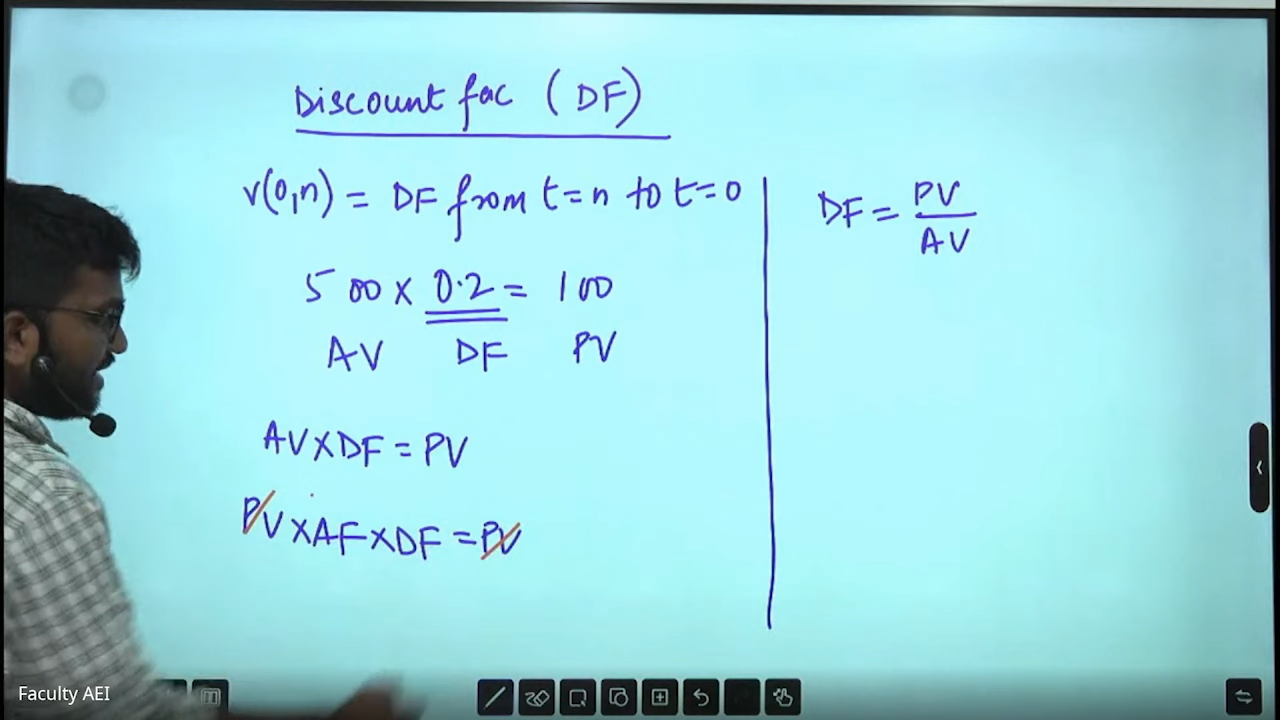 Discount fac (DF)
v(0,n) = DF from t=n to t=0
500 × 0.2 = 100
AV DF PV
AV×DF = PV
PV×AF×DF = PV
DF = PV/AV
Faculty AEI